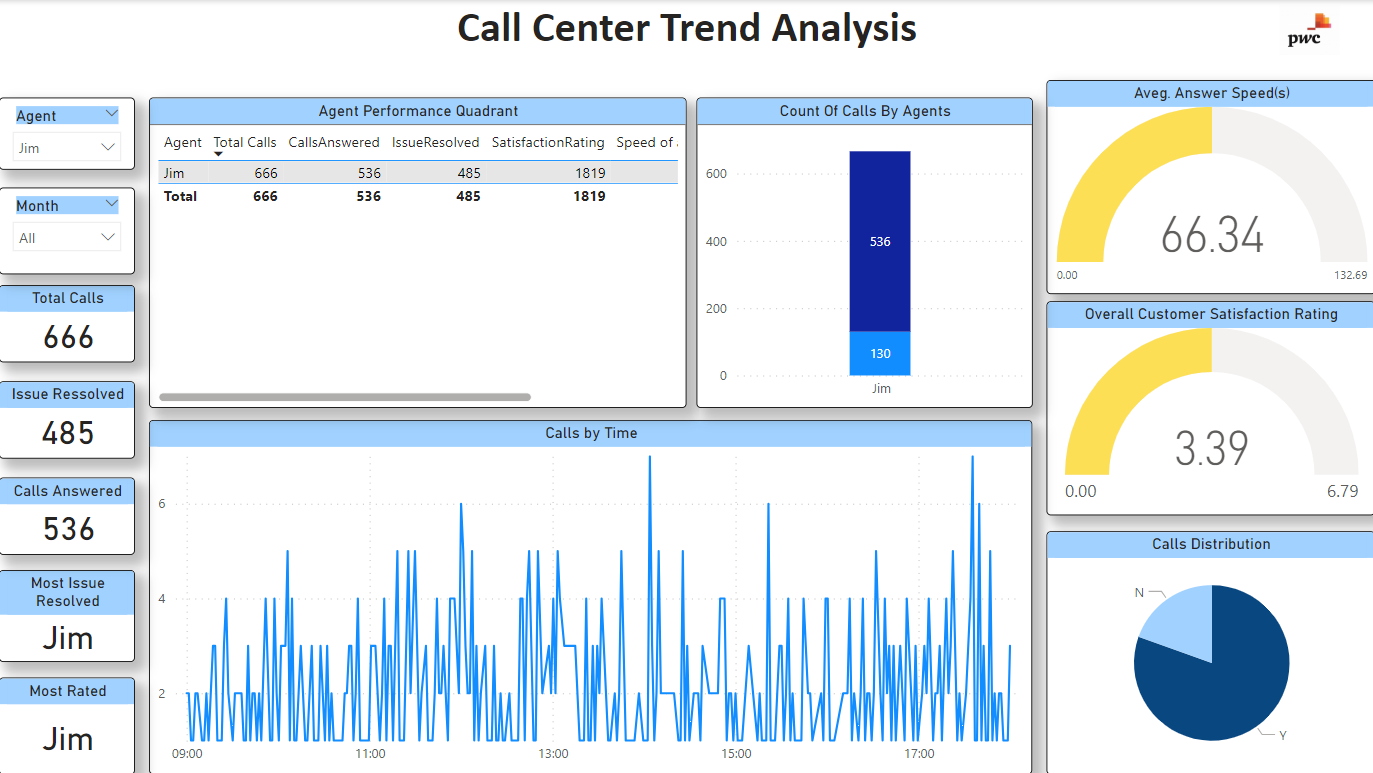 Call Center Trend Analysis
pwc
Agent
Jim
Month
All
Total Calls
666
Issue Ressolved
485
Calls Answered
536
Most Issue
Resolved
Jim
Most Rated
Jim
Agent Performance Quadrant
Agent Total Calls CallsAnswered IssueResolved SatisfactionRating Speed of
Jim 666 536 485 1819
Total 666 536 485 1819
Count Of Calls By Agents
600
400
200
0
536
130
Jim
Calls by Time
6
4
2
09:00 11:00 13:00 15:00 17:00
Aveg. Answer Speed(s)
66.34
0.00 132.69
Overall Customer Satisfaction Rating
3.39
0.00 6.79
Calls Distribution
N
Y